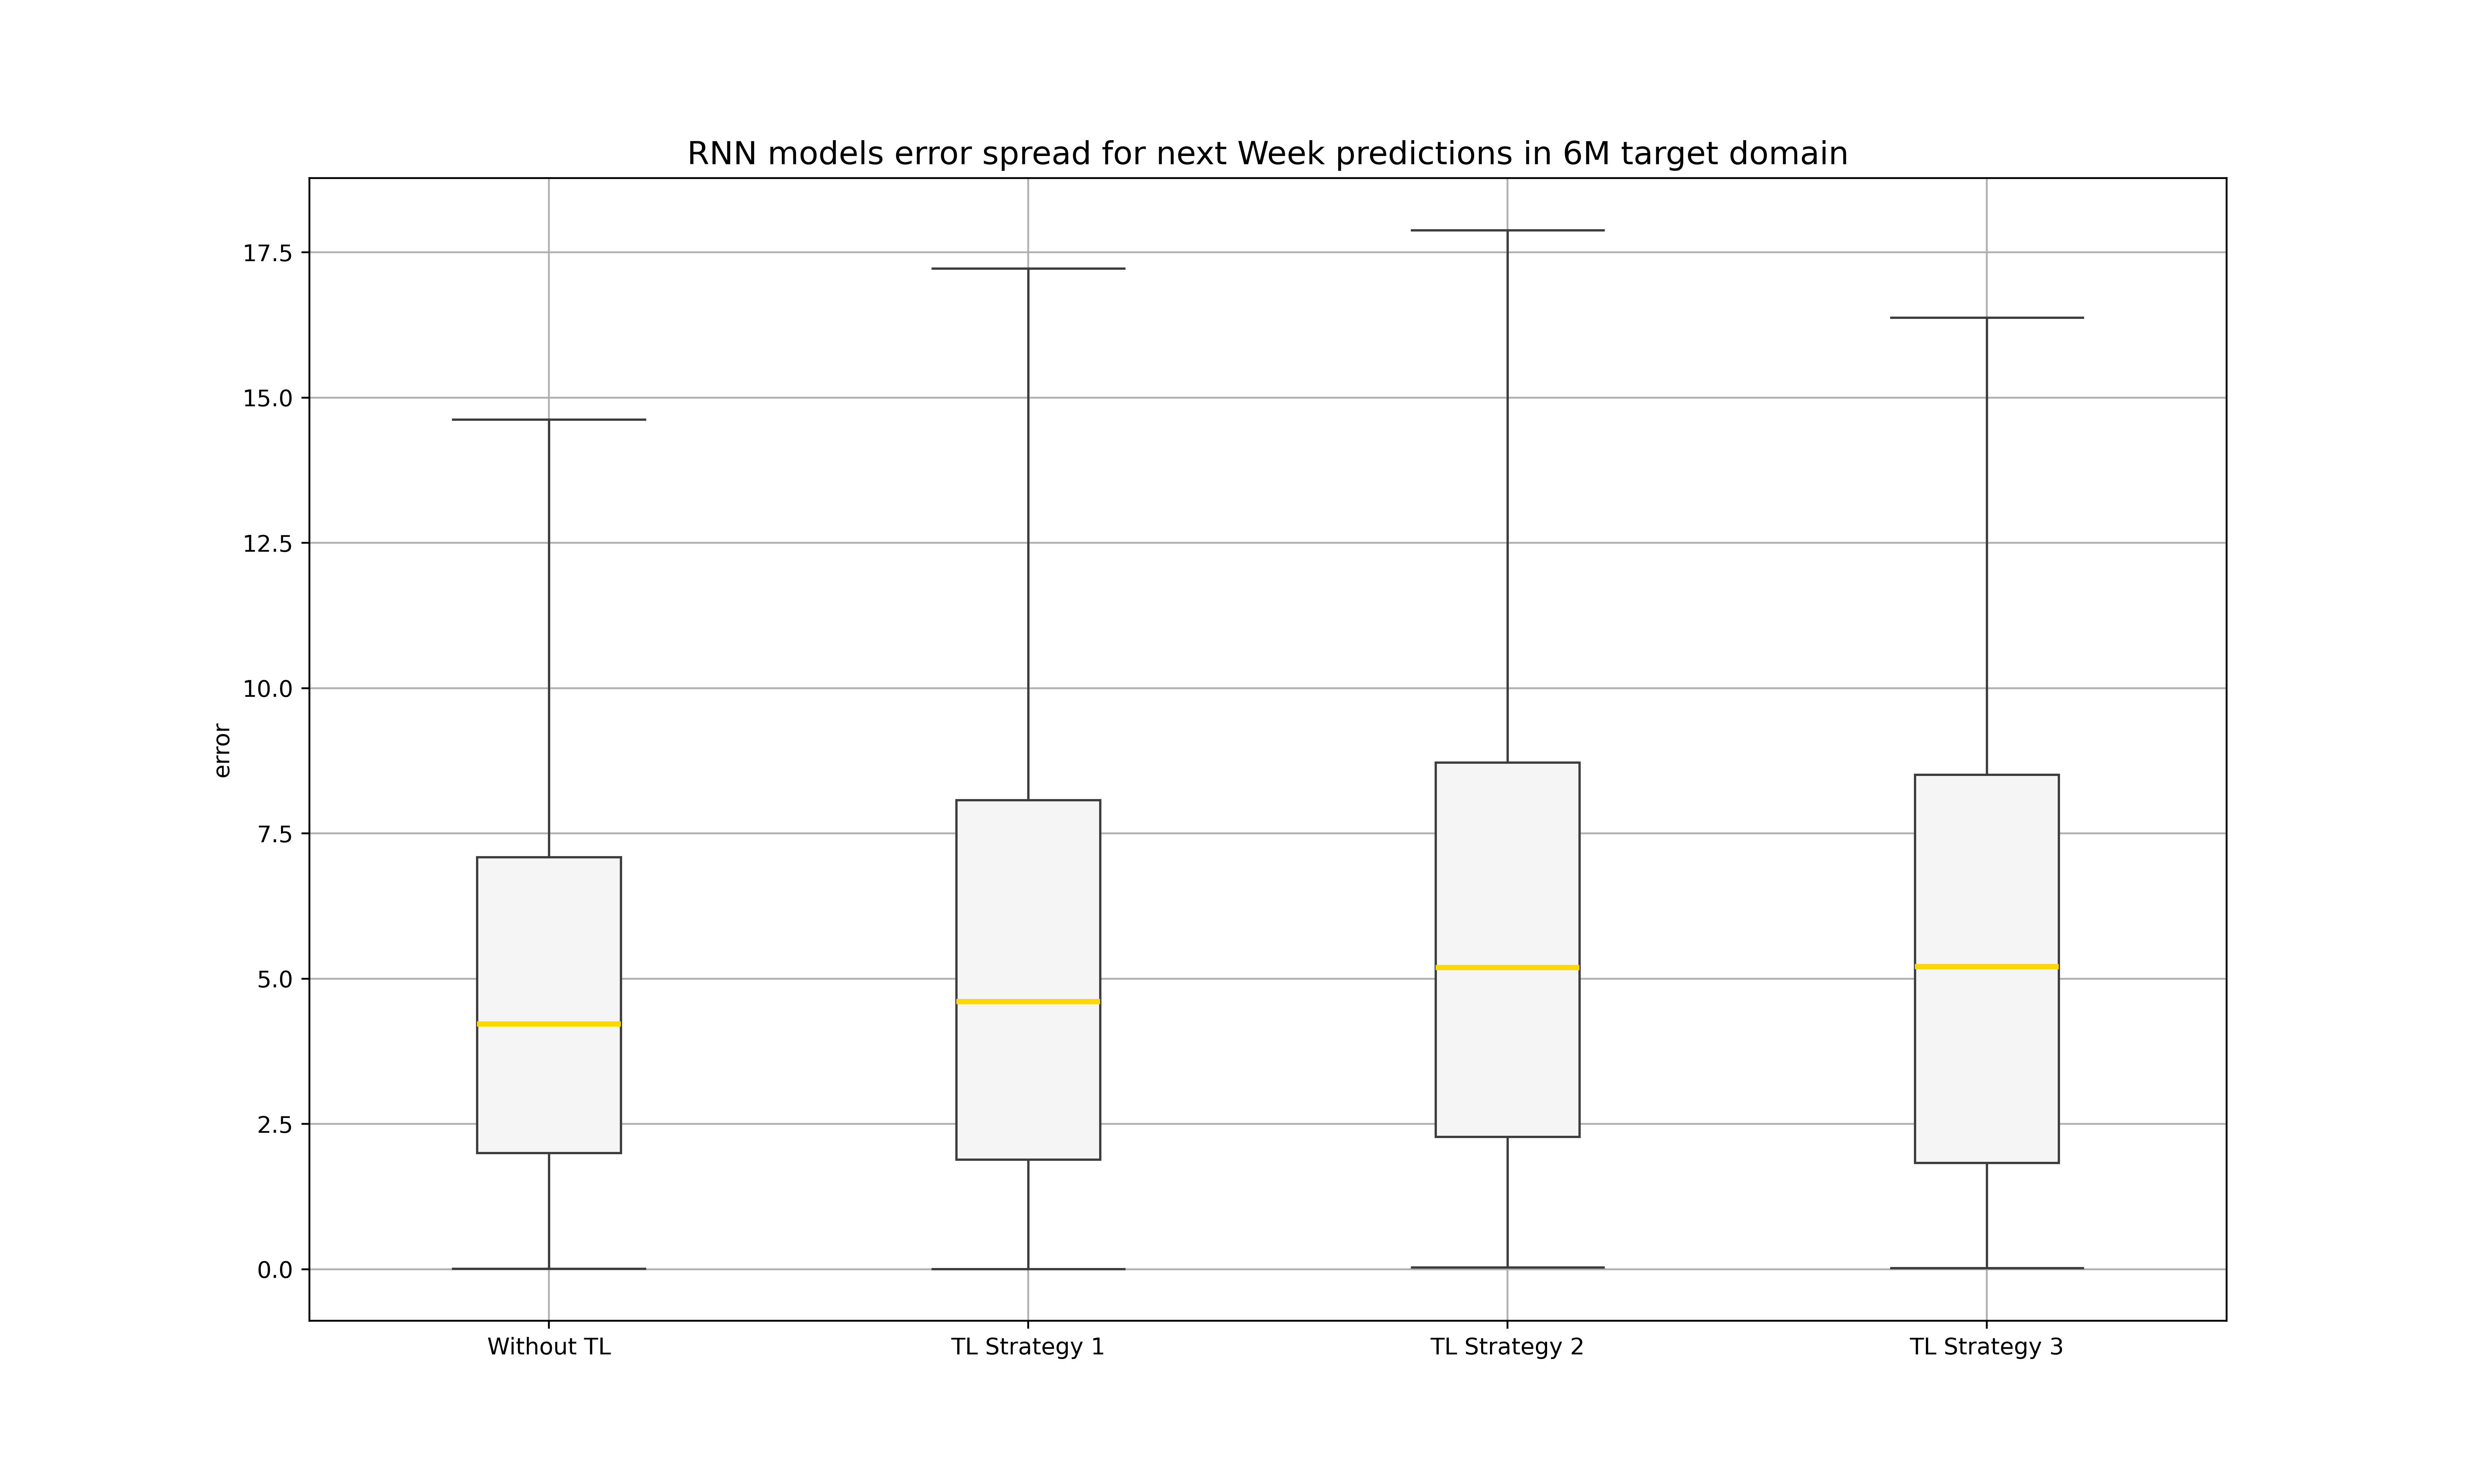 RNN models error spread for next Week predictions in 6M target domain
17.5
15.0
12.5
10.0
error
7.5
5.0
2.5
0.0
Without TL
TL Strategy 1
TL Strategy 2
TL Strategy 3